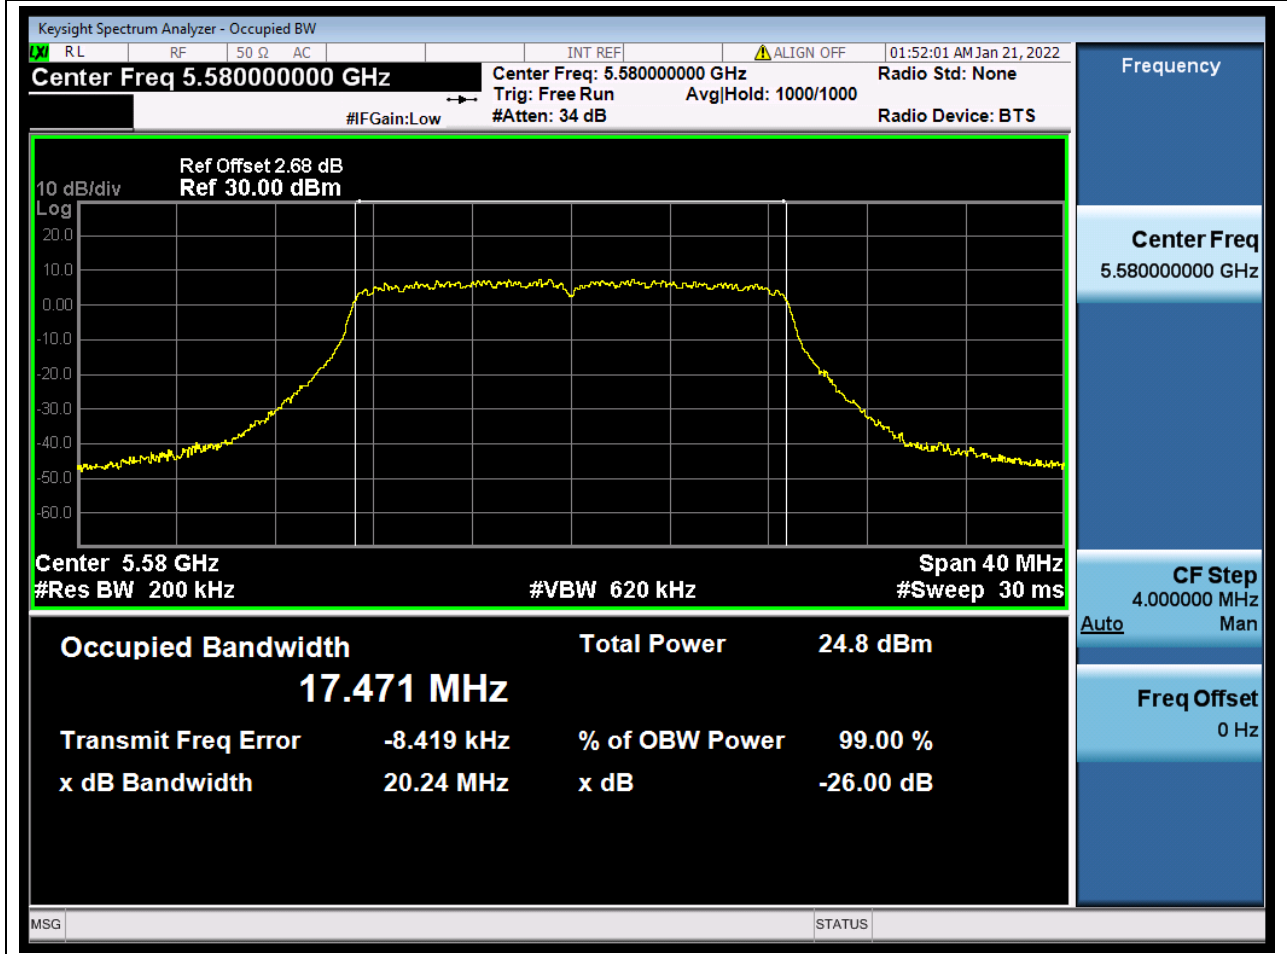 Keysight Spectrum Analyzer - Occupied BW
LXI RL RF 50 Ω AC INT REF ALIGN OFF 01:52:01 AM Jan 21, 2022
Center Freq 5.580000000 GHz
Center Freq: 5.580000000 GHz
Radio Std: None
Trig: Free Run Avg|Hold: 1000/1000
#IFGain:Low
#Atten: 34 dB
Radio Device: BTS
Ref Offset 2.68 dB
10 dB/div Ref 30.00 dBm
Log
20.0
10.0
0.00
-10.0
-20.0
-30.0
-40.0
-50.0
-60.0
Center 5.58 GHz Span 40 MHz
#Res BW 200 kHz #VBW 620 kHz #Sweep 30 ms
Occupied Bandwidth Total Power 24.8 dBm
17.471 MHz
Transmit Freq Error -8.419 kHz % of OBW Power 99.00 %
x dB Bandwidth 20.24 MHz x dB -26.00 dB
MSG STATUS
Frequency
Center Freq
5.580000000 GHz
CF Step
4.000000 MHz
Auto Man
Freq Offset
0 Hz